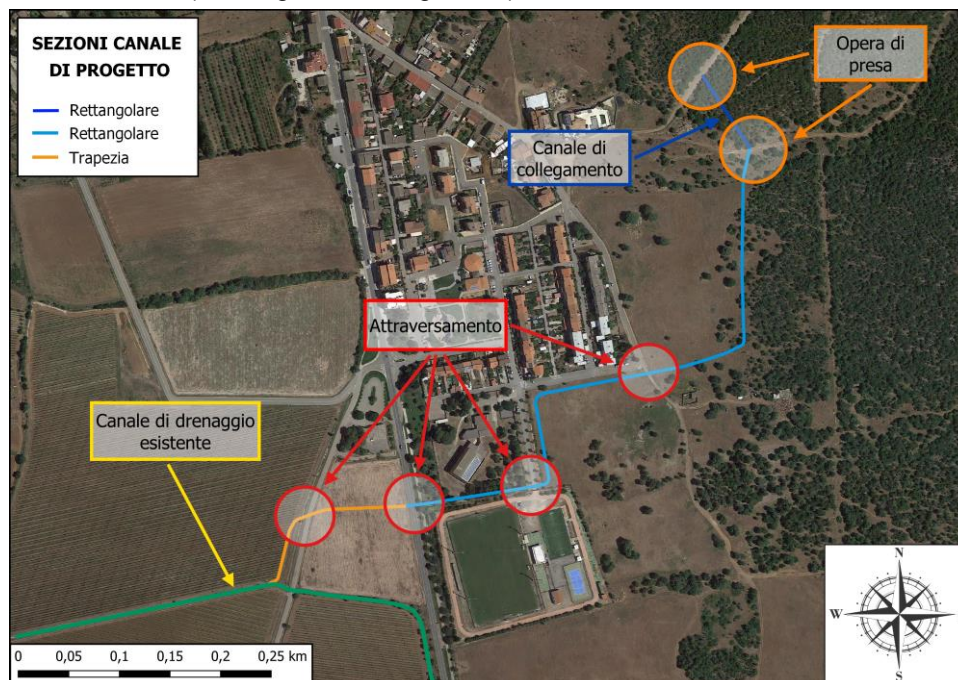 SEZIONI CANALE
DI PROGETTO
Rettangolare
Rettangolare
Trapezia
Opera di
presa
Canale di
collegamento
Attraversamento
Canale di drenaggio
esistente
0 0,05 0,1 0,15 0,2 0,25 km
N
W E
S